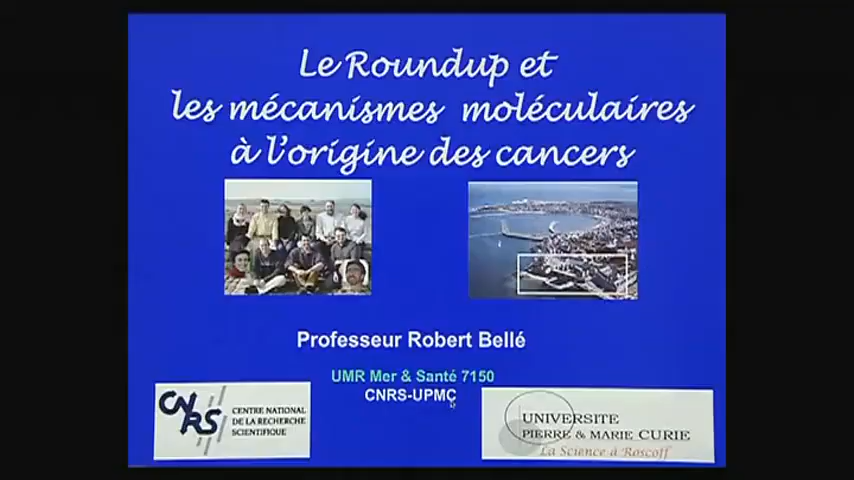 Le Roundup et
les mécanismes moléculaires
à l'origine des cancers
Professeur Robert Bellé
UMR Mer & Santé 7150
CNRS-UPMC
CNRS
CENTRE NATIONAL
DE LA RECHERCHE
SCIENTIFIQUE
UNIVERSITE
PIERRE & MARIE CURIE
La Science à Roscoff